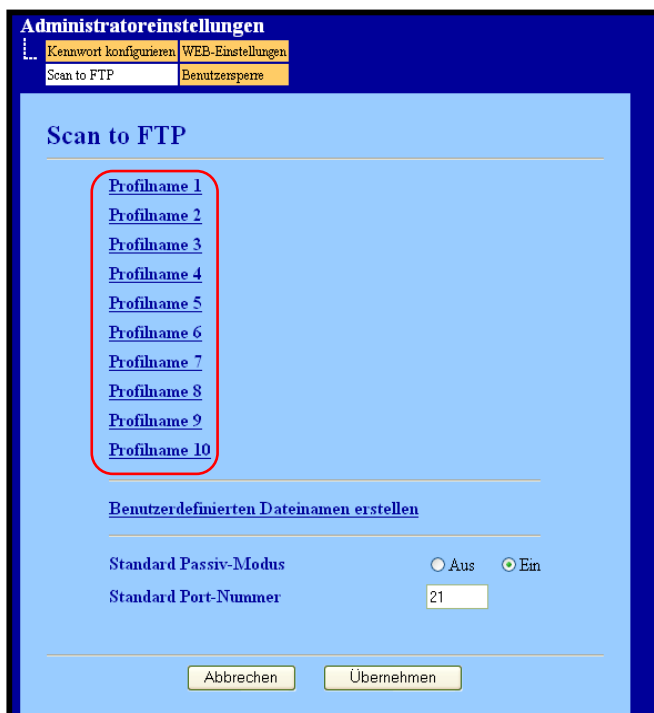 Administratoreinstellungen
Kennwort konfigurieren WEB-Einstellungen
Scan to FTP Benutzersperre
Scan to FTP
Profilname 1
Profilname 2
Profilname 3
Profilname 4
Profilname 5
Profilname 6
Profilname 7
Profilname 8
Profilname 9
Profilname 10
Benutzerdefinierten Dateinamen erstellen
Standard Passiv-Modus Aus Ein
Standard Port-Nummer 21
Abbrechen Übernehmen